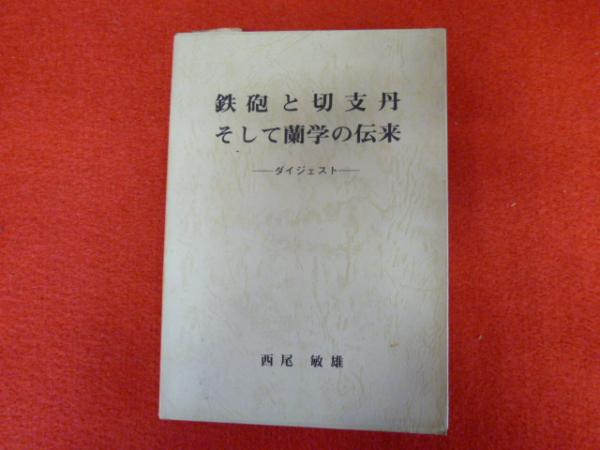 鉄砲と切支丹
そして蘭学の伝来
――ダイジェスト――
西尾 敏雄